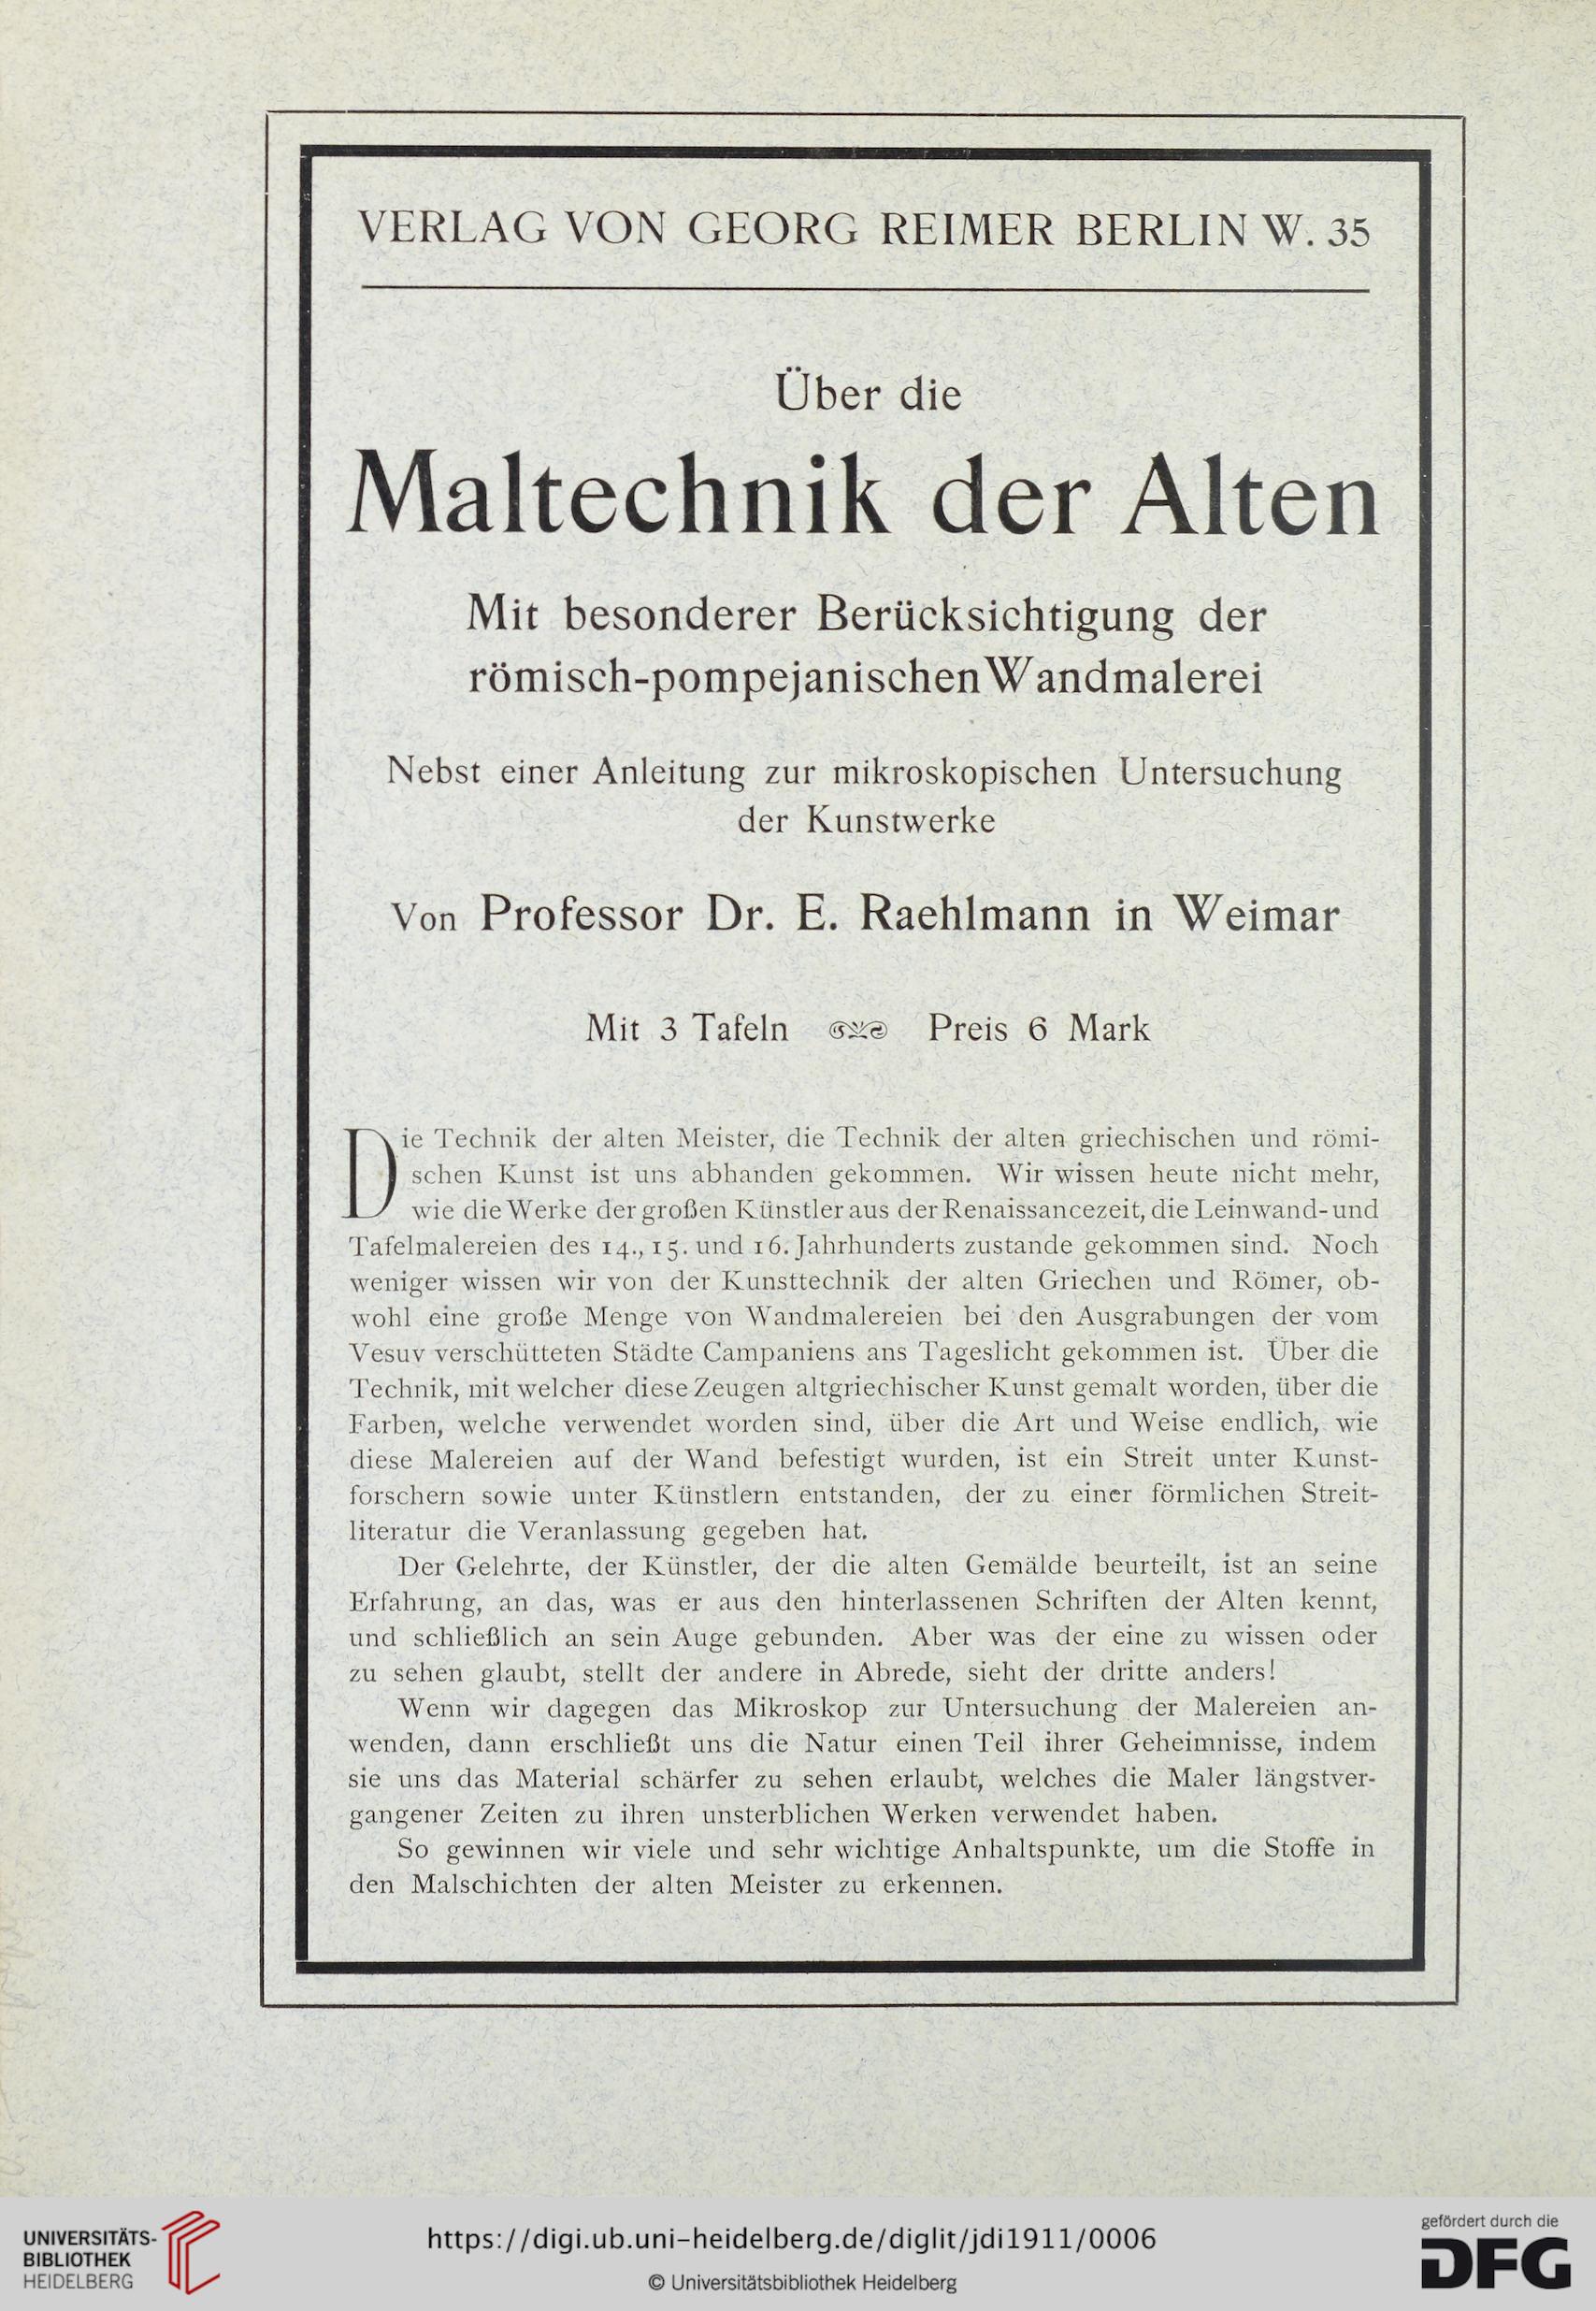 VERLAG VON GEORG REIMER BERLIN W. 35
Über die
Maltechnik der Alten
Mit besonderer Berücksichtigung der
römisch-pompejanischen Wandmalerei
Nebst einer Anleitung zur mikroskopischen Untersuchung
der Kunstwerke
Von Professor Dr. E. Raehlmann in Weimar
Mit 3 Tafeln Preis 6 Mark
Die Technik der alten Meister, die Technik der alten griechischen und römi-
schen Kunst ist uns abhanden gekommen. Wir wissen heute nicht mehr,
wie die Werke der großen Künstler aus der Renaissancezeit, die Leinwand- und
Tafelmalereien des 14., 15. und 16. Jahrhunderts zustande gekommen sind. Noch
weniger wissen wir von der Kunsttechnik der alten Griechen und Römer, ob-
wohl eine große Menge von Wandmalereien bei den Ausgrabungen der vom
Vesuv verschütteten Städte Campaniens ans Tageslicht gekommen ist. Über die
Technik, mit welcher diese Zeugen altgriechischer Kunst gemalt worden, über die
Farben, welche verwendet worden sind, über die Art und Weise endlich, wie
diese Malereien auf der Wand befestigt wurden, ist ein Streit unter Kunst-
forschern sowie unter Künstlern entstanden, der zu einer förmlichen Streit-
literatur die Veranlassung gegeben hat.
Der Gelehrte, der Künstler, der die alten Gemälde beurteilt, ist an seine
Erfahrung, an das, was er aus den hinterlassenen Schriften der Alten kennt,
und schließlich an sein Auge gebunden. Aber was der eine zu wissen oder
zu sehen glaubt, stellt der andere in Abrede, sieht der dritte anders!
Wenn wir dagegen das Mikroskop zur Untersuchung der Malereien an-
wenden, dann erschließt uns die Natur einen Teil ihrer Geheimnisse, indem
sie uns das Material schärfer zu sehen erlaubt, welches die Maler längstver-
gangener Zeiten zu ihren unsterblichen Werken verwendet haben.
So gewinnen wir viele und sehr wichtige Anhaltspunkte, um die Stoffe in
den Malschichten der alten Meister zu erkennen.
UNIVERSITÄTS-
BIBLIOTHEK
HEIDELBERG
https://digi.ub.uni-heidelberg.de/diglit/jdi1911/0006
© Universitätsbibliothek Heidelberg
gefördert durch die
DFG